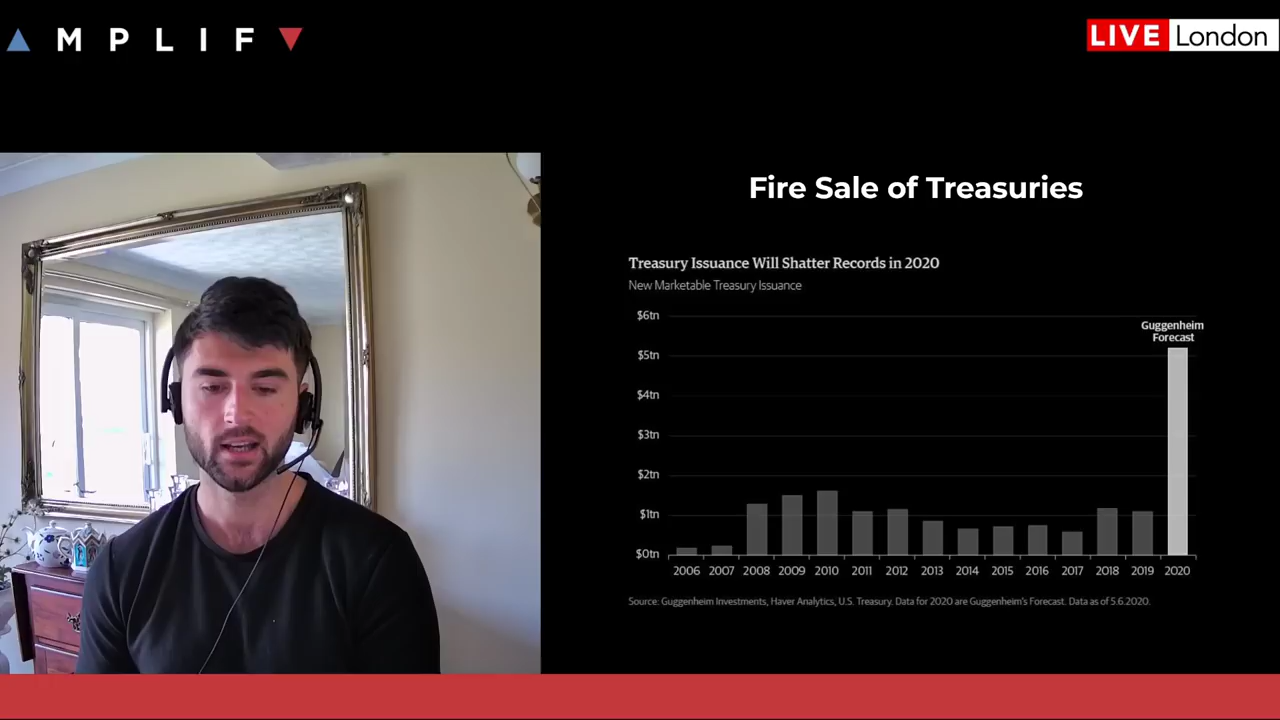 MPLIF
LIVE London
Fire Sale of Treasuries
Treasury Issuance Will Shatter Records in 2020
New Marketable Treasury Issuance
$6tn
$5tn
$4tn
$3tn
$2tn
$1tn
$0tn
Guggenheim
Forecast
2006 2007 2008 2009 2010 2011 2012 2013 2014 2015 2016 2017 2018 2019 2020
Source: Guggenheim Investments, Haver Analytics, U.S. Treasury. Data for 2020 are Guggenheim's Forecast. Data as of 5.6.2020.